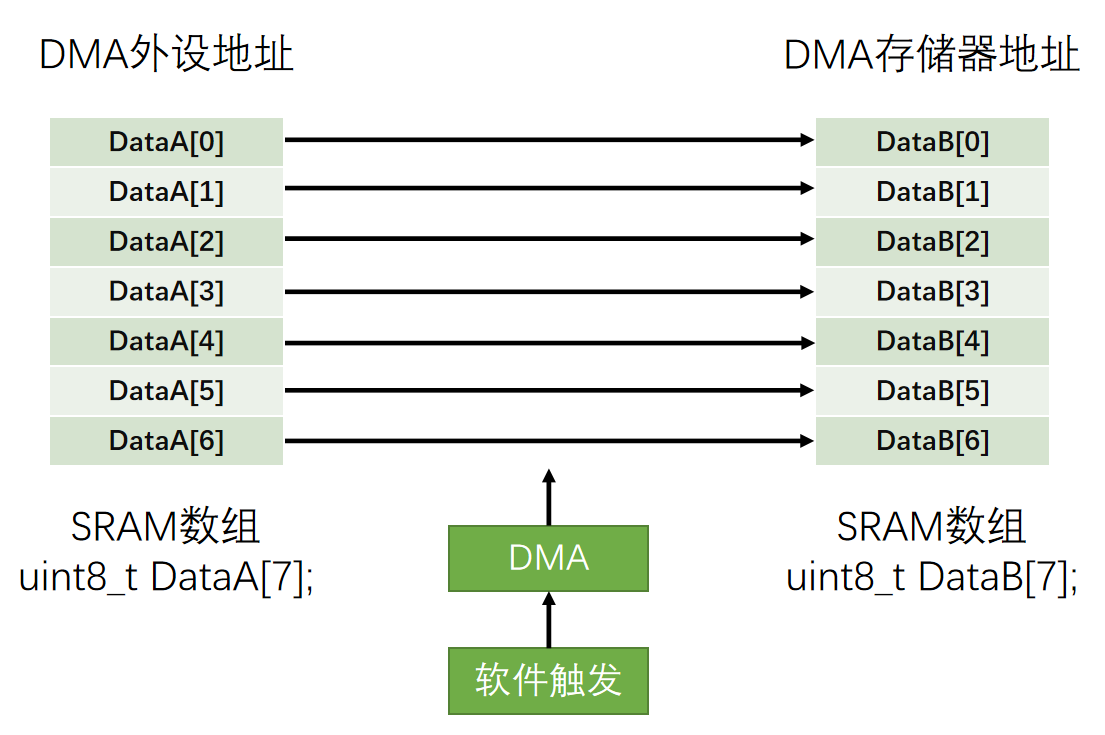 DMA外设地址
DMA存储器地址
DataA[0]
DataB[0]
DataA[1]
DataB[1]
DataA[2]
DataB[2]
DataA[3]
DataB[3]
DataA[4]
DataB[4]
DataA[5]
DataB[5]
DataA[6]
DataB[6]
SRAM数组
uint8_t DataA[7];
SRAM数组
uint8_t DataB[7];
DMA
软件触发